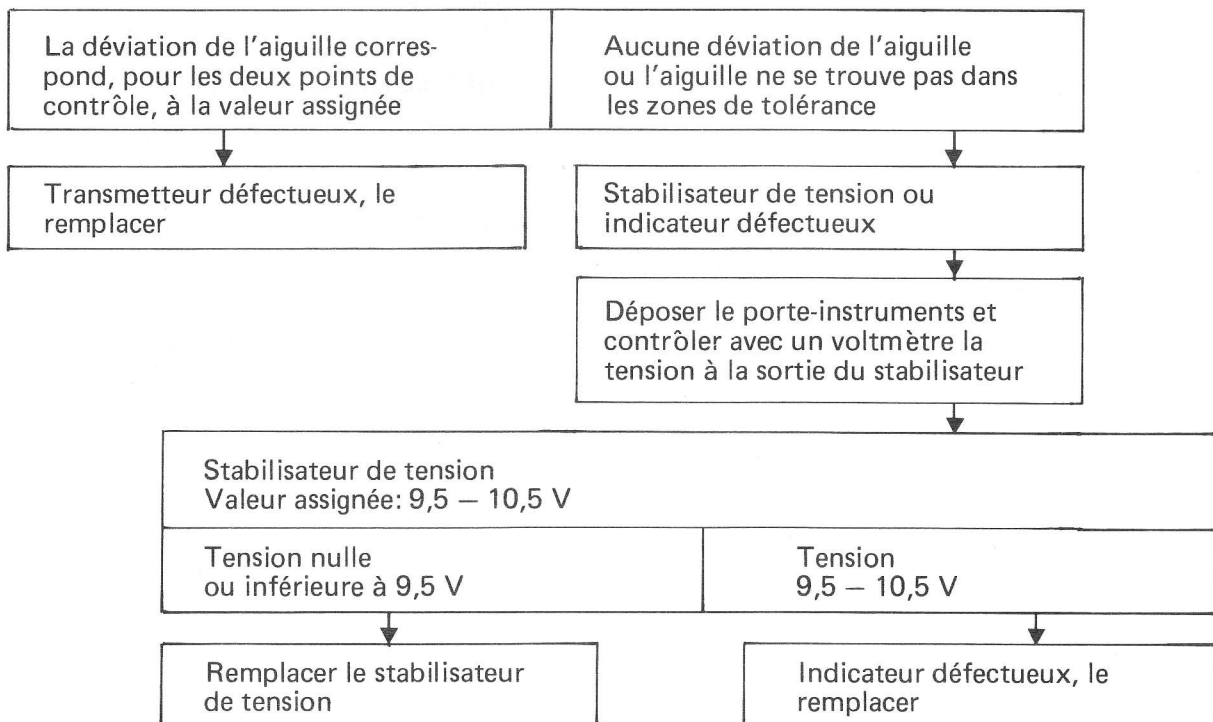 La déviation de l'aiguille corres-
pond, pour les deux points de
contrôle, à la valeur assignée
Aucune déviation de l'aiguille
ou l'aiguille ne se trouve pas dans
les zones de tolérance
Transmetteur défectueux, le
remplacer
Stabilisateur de tension ou
indicateur défectueux
Déposer le porte-instruments et
contrôler avec un voltmètre la
tension à la sortie du stabilisateur
Stabilisateur de tension
Valeur assignée: 9,5 — 10,5 V
Tension nulle
ou inférieure à 9,5 V
Tension
9,5 — 10,5 V
Remplacer le stabilisateur
de tension
Indicateur défectueux, le
remplacer